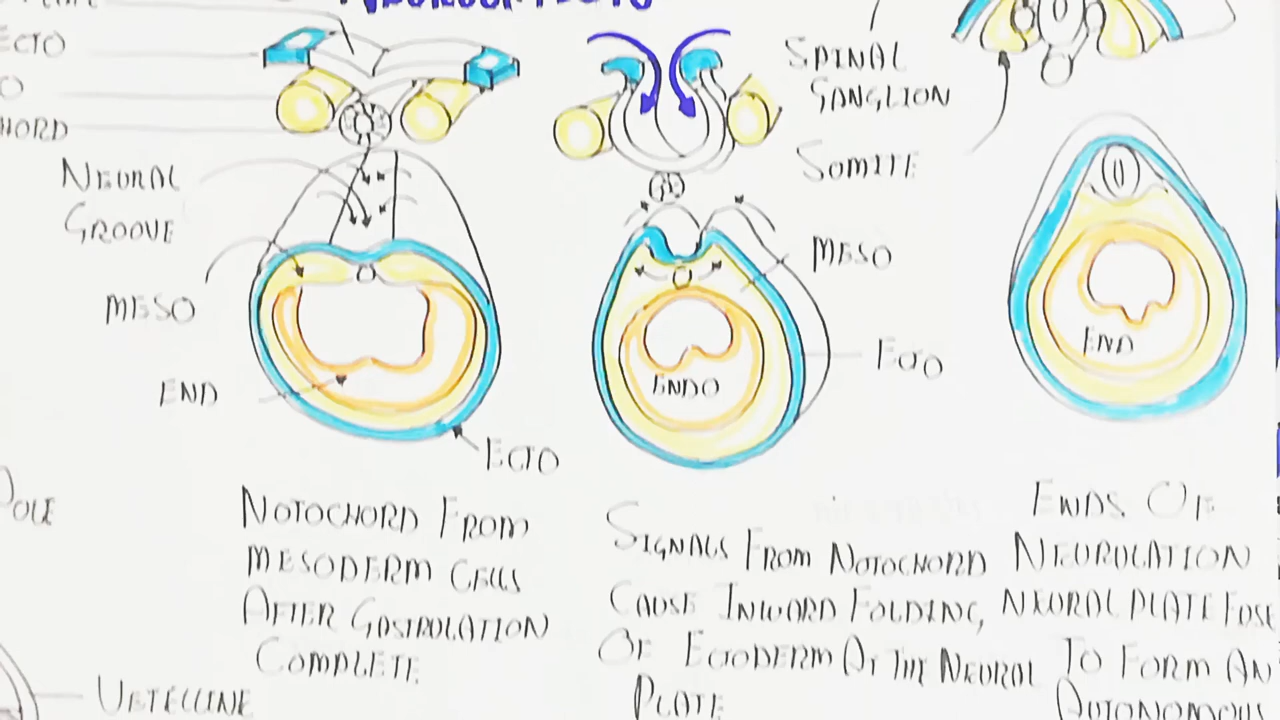 ECTO
NEURAL
GROOVE
MESO
END
ECTO
SPINAL
GANGLION
SOMITE
MESO
ECTO
ENDO
END
NOTOCHORD FROM
MESODERM CELLS
AFTER GASTRULATION
COMPLETE
SIGNALS FROM NOTOCHORD
CAUSE INWARD FOLDING,
OF ECTODERM AT THE NEURAL
PLATE
ENDS OF
NEURULATION
NEURAL PLATE FUSE
TO FORM AN
AUTONOMOUS